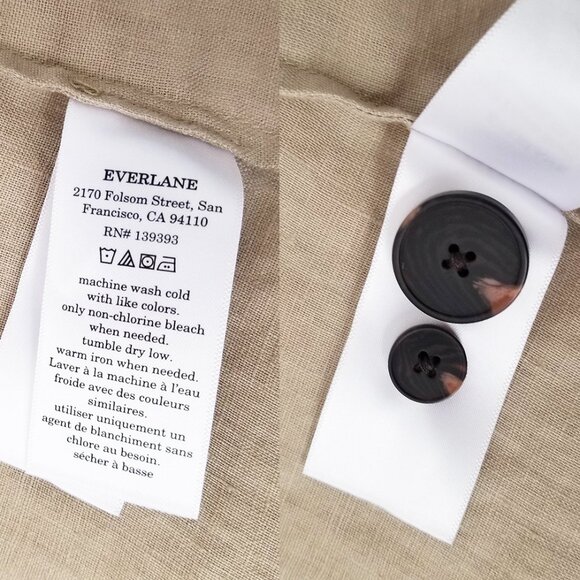 EVERLANE
2170 Folsom Street, San
Francisco, CA 94110
RN# 139393
machine wash cold
with like colors.
only non-chlorine bleach
when needed.
tumble dry low.
warm iron when needed.
Laver à la machine à l'eau
froide avec des couleurs
similaires.
utiliser uniquement un
agent de blanchiment sans
chlore au besoin.
sécher à basse